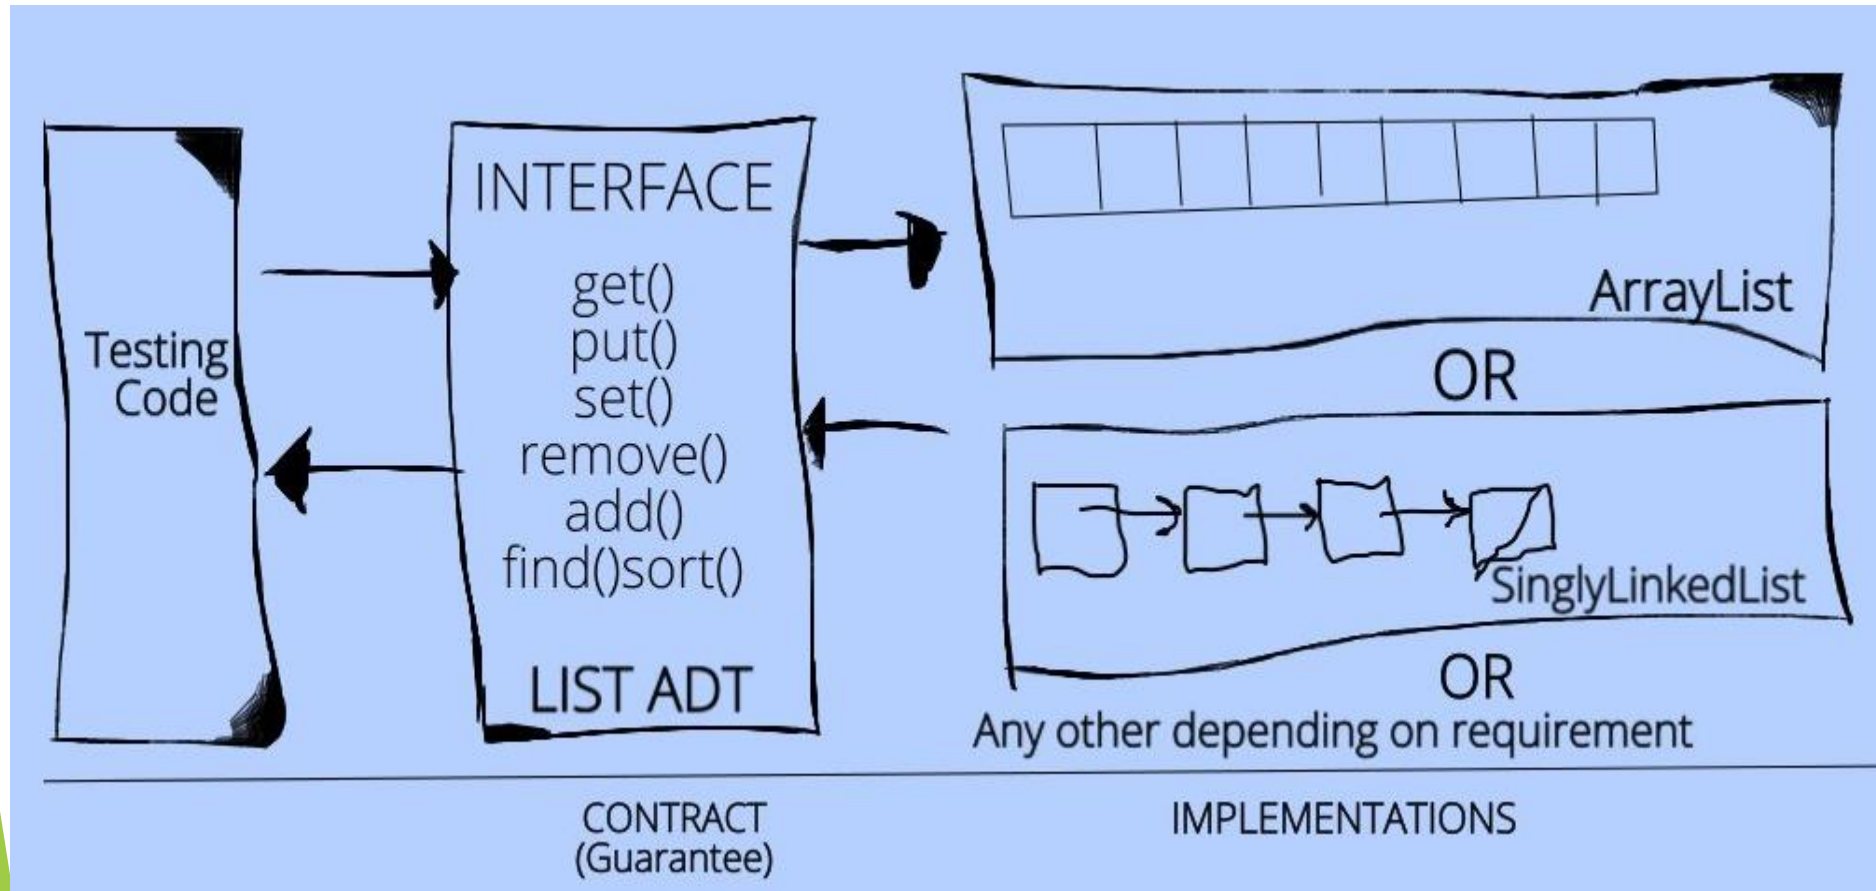 Testing
Code
INTERFACE
get()
put()
set()
remove()
add()
find()sort()
LIST ADT
ArrayList
OR
SinglyLinkedList
OR
Any other depending on requirement
CONTRACT
(Guarantee)
IMPLEMENTATIONS